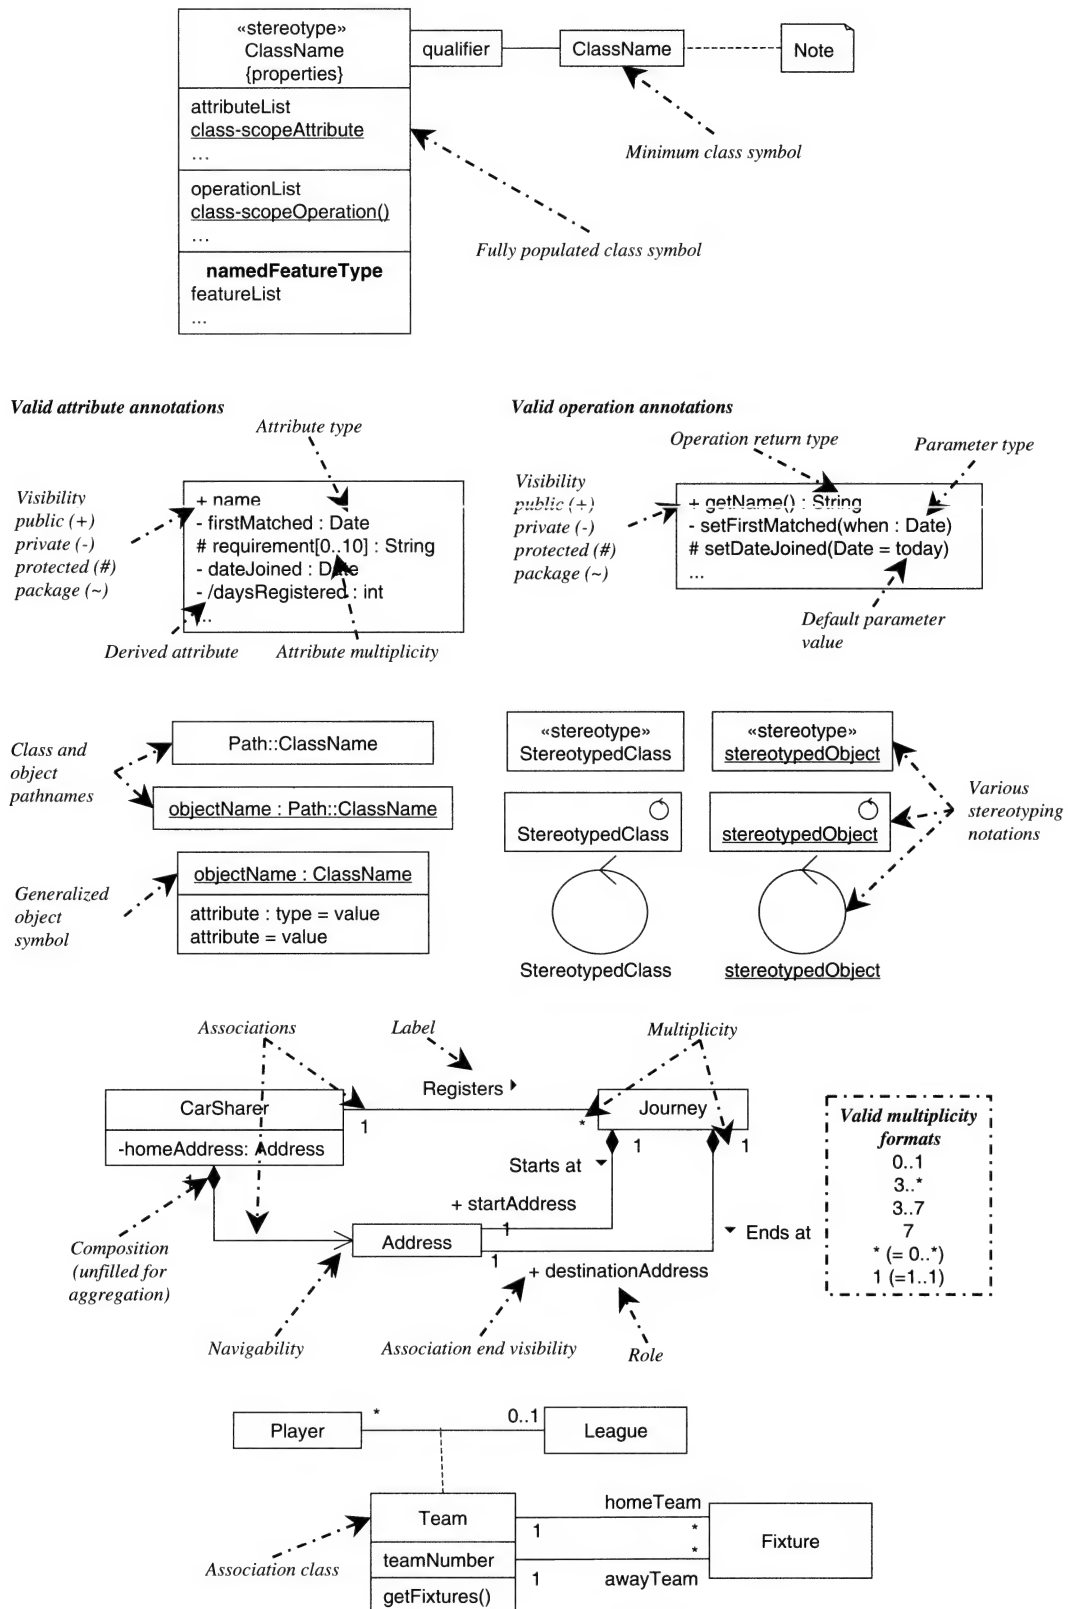 «stereotype»
ClassName
{properties}
qualifier
ClassName
Note
attributeList
class-scopeAttribute
...
Minimum class symbol
operationList
class-scopeOperation()
...
Fully populated class symbol
namedFeatureType
featureList
...
Valid attribute annotations
Attribute type
Visibility
public (+)
private (-)
protected (#)
package (~)
+ name
- firstMatched : Date
# requirement[0..10] : String
- dateJoined : Date
- /daysRegistered : int
...
Derived attribute
Attribute multiplicity
Valid operation annotations
Operation return type
Parameter type
Visibility
public (+)
private (-)
protected (#)
package (~)
+ getName() : String
- setFirstMatched(when : Date)
# setDateJoined(Date = today)
...
Default parameter
value
Class and
object
pathnames
Path::ClassName
objectName : Path::ClassName
Generalized
object
symbol
objectName : ClassName
attribute : type = value
attribute = value
«stereotype»
StereotypedClass
«stereotype»
stereotypedObject
StereotypedClass
stereotypedObject
Various
stereotyping
notations
StereotypedClass
stereotypedObject
Associations
Label
Multiplicity
Registers
CarSharer
1
*
Journey
-homeAddress: Address
1
Starts at
1
1
+ startAddress
1
Address
1
Ends at
+ destinationAddress
Composition
(unfilled for
aggregation)
Navigability
Association end visibility
Role
Valid multiplicity
formats
0..1
3..*
3..7
7
* (= 0..*)
1 (=1..1)
Player
*
0..1
League
Team
teamNumber
getFixtures()
homeTeam
1
*
*
1
awayTeam
Fixture
Association class